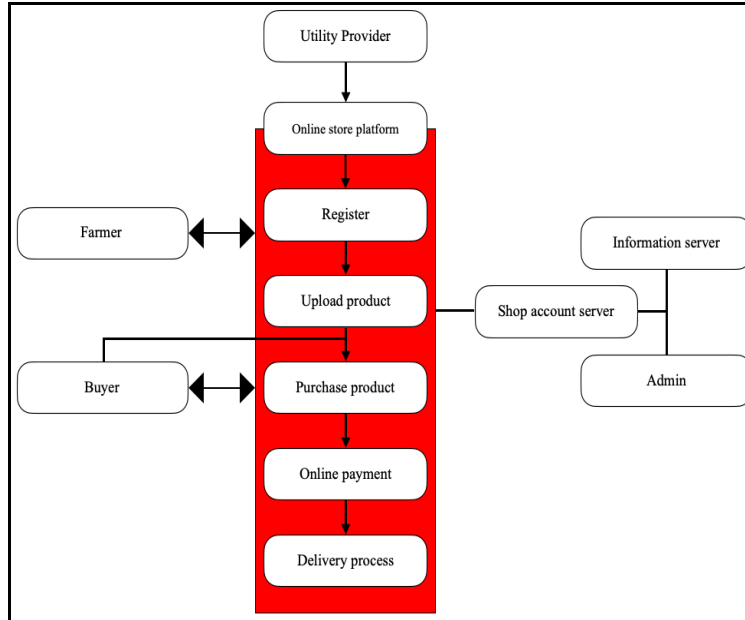 Utility Provider
Online store platform
Register
Farmer
Information server
Upload product
Shop account server
Buyer
Purchase product
Admin
Online payment
Delivery process